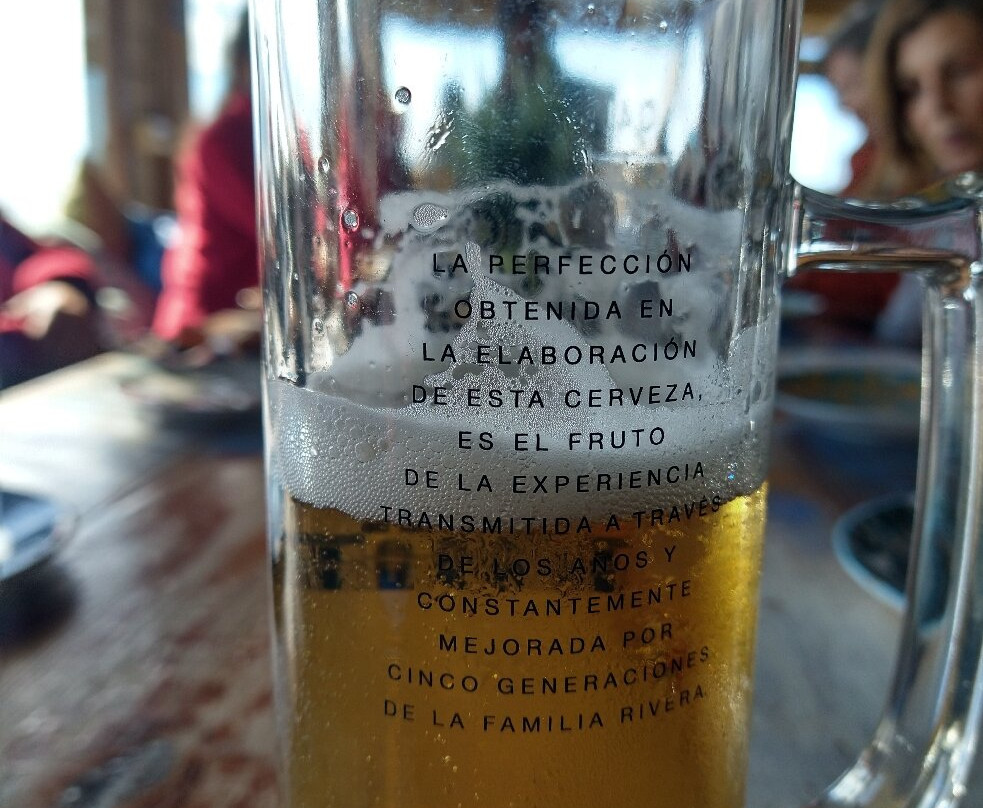 LA PERFECCIÓN
OBTENIDA EN
LA ELABORACIÓN
DE ESTA CERVEZA,
ES EL FRUTO
DE LA EXPERIENCIA
TRANSMITIDA A TRAVÉS
DE LOS AÑOS Y
CONSTANTEMENTE
MEJORADA POR
CINCO GENERACIONES
DE LA FAMILIA RIVERA.